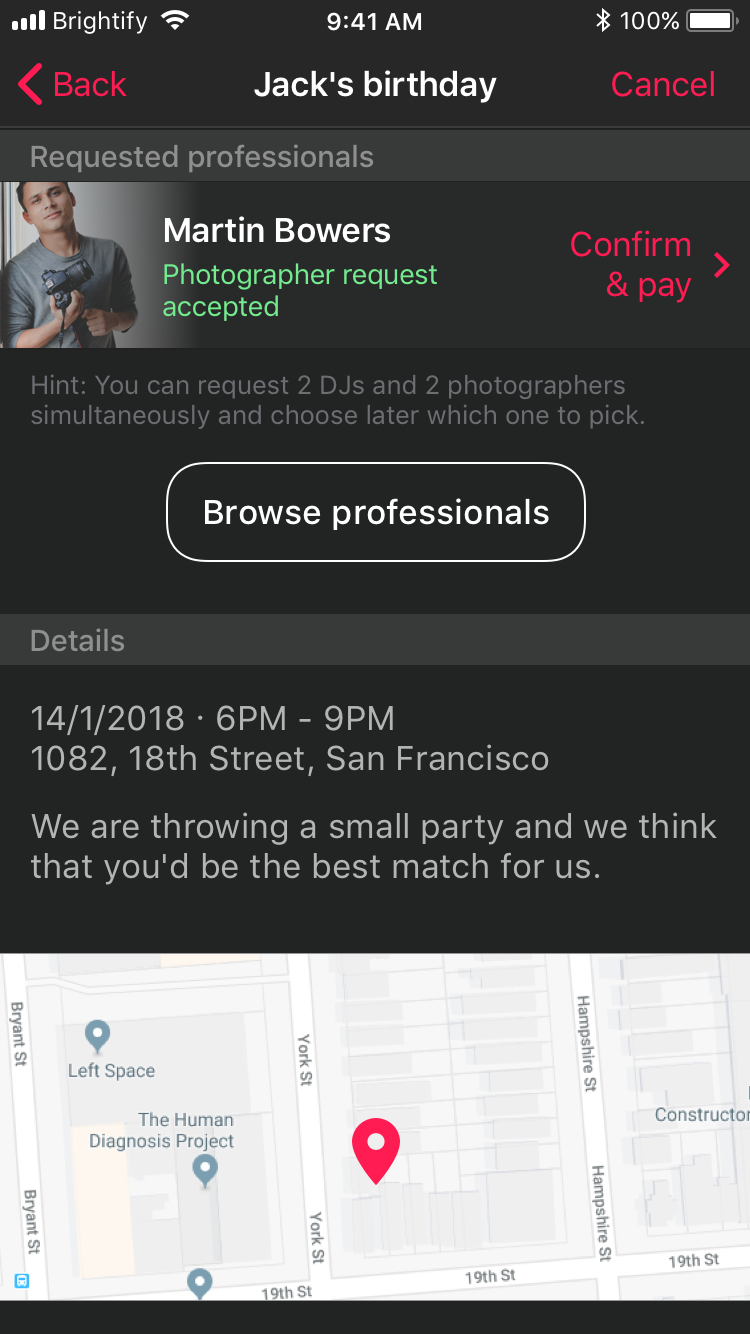 Brightify 9:41 AM 100%
Back Jack's birthday Cancel
Requested professionals
Martin Bowers
Photographer request
accepted
Confirm
& pay
Hint: You can request 2 DJs and 2 photographers
simultaneously and choose later which one to pick.
Browse professionals
Details
14/1/2018 · 6PM - 9PM
1082, 18th Street, San Francisco
We are throwing a small party and we think
that you'd be the best match for us.
Bryant St
York St
Hampshire St
Left Space
Constructor
The Human
Diagnosis Project
Bryant St
York St
Hampshire St
19th St
19th St
19th St